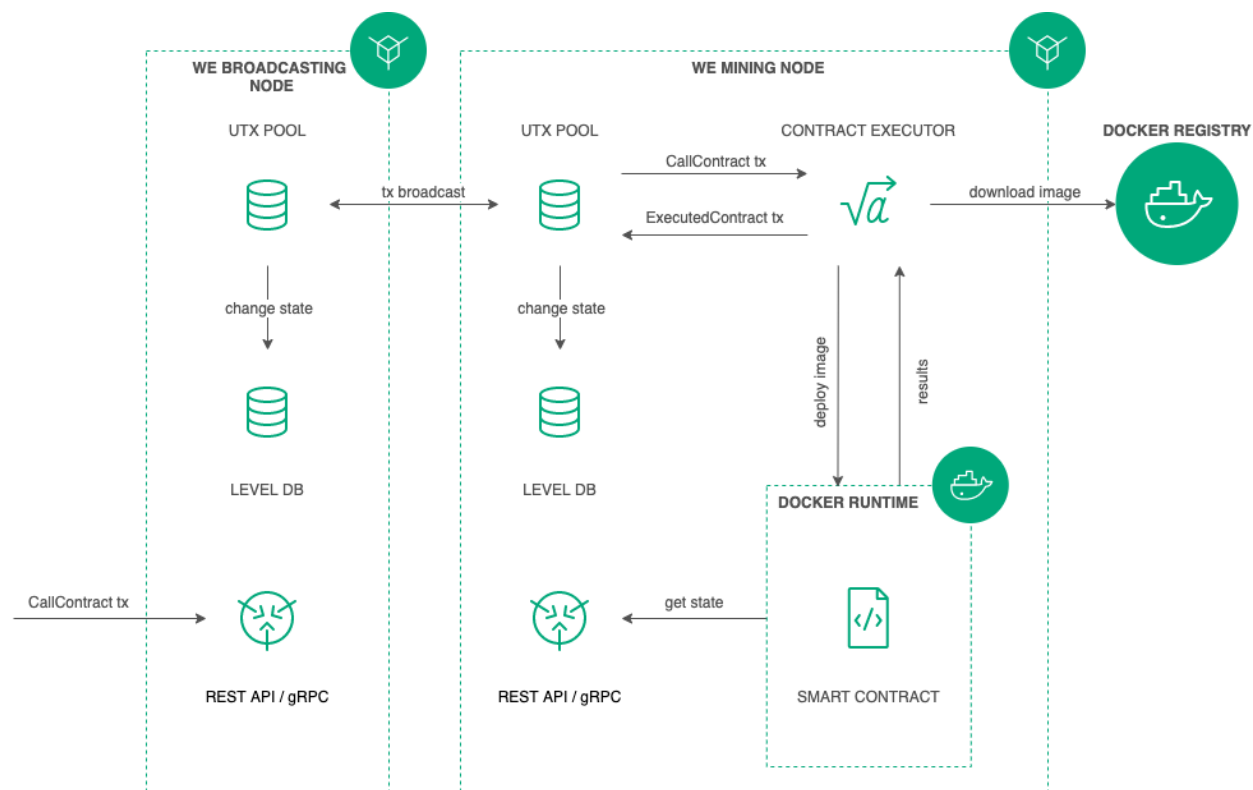 WE BROADCASTING
NODE
WE MINING NODE
UTX POOL
UTX POOL
CONTRACT EXECUTOR
DOCKER REGISTRY
CallContract tx
tx broadcast
download image
ExecutedContract tx
change state
change state
deploy image
results
LEVEL DB
LEVEL DB
DOCKER RUNTIME
CallContract tx
get state
REST API / gRPC
REST API / gRPC
SMART CONTRACT